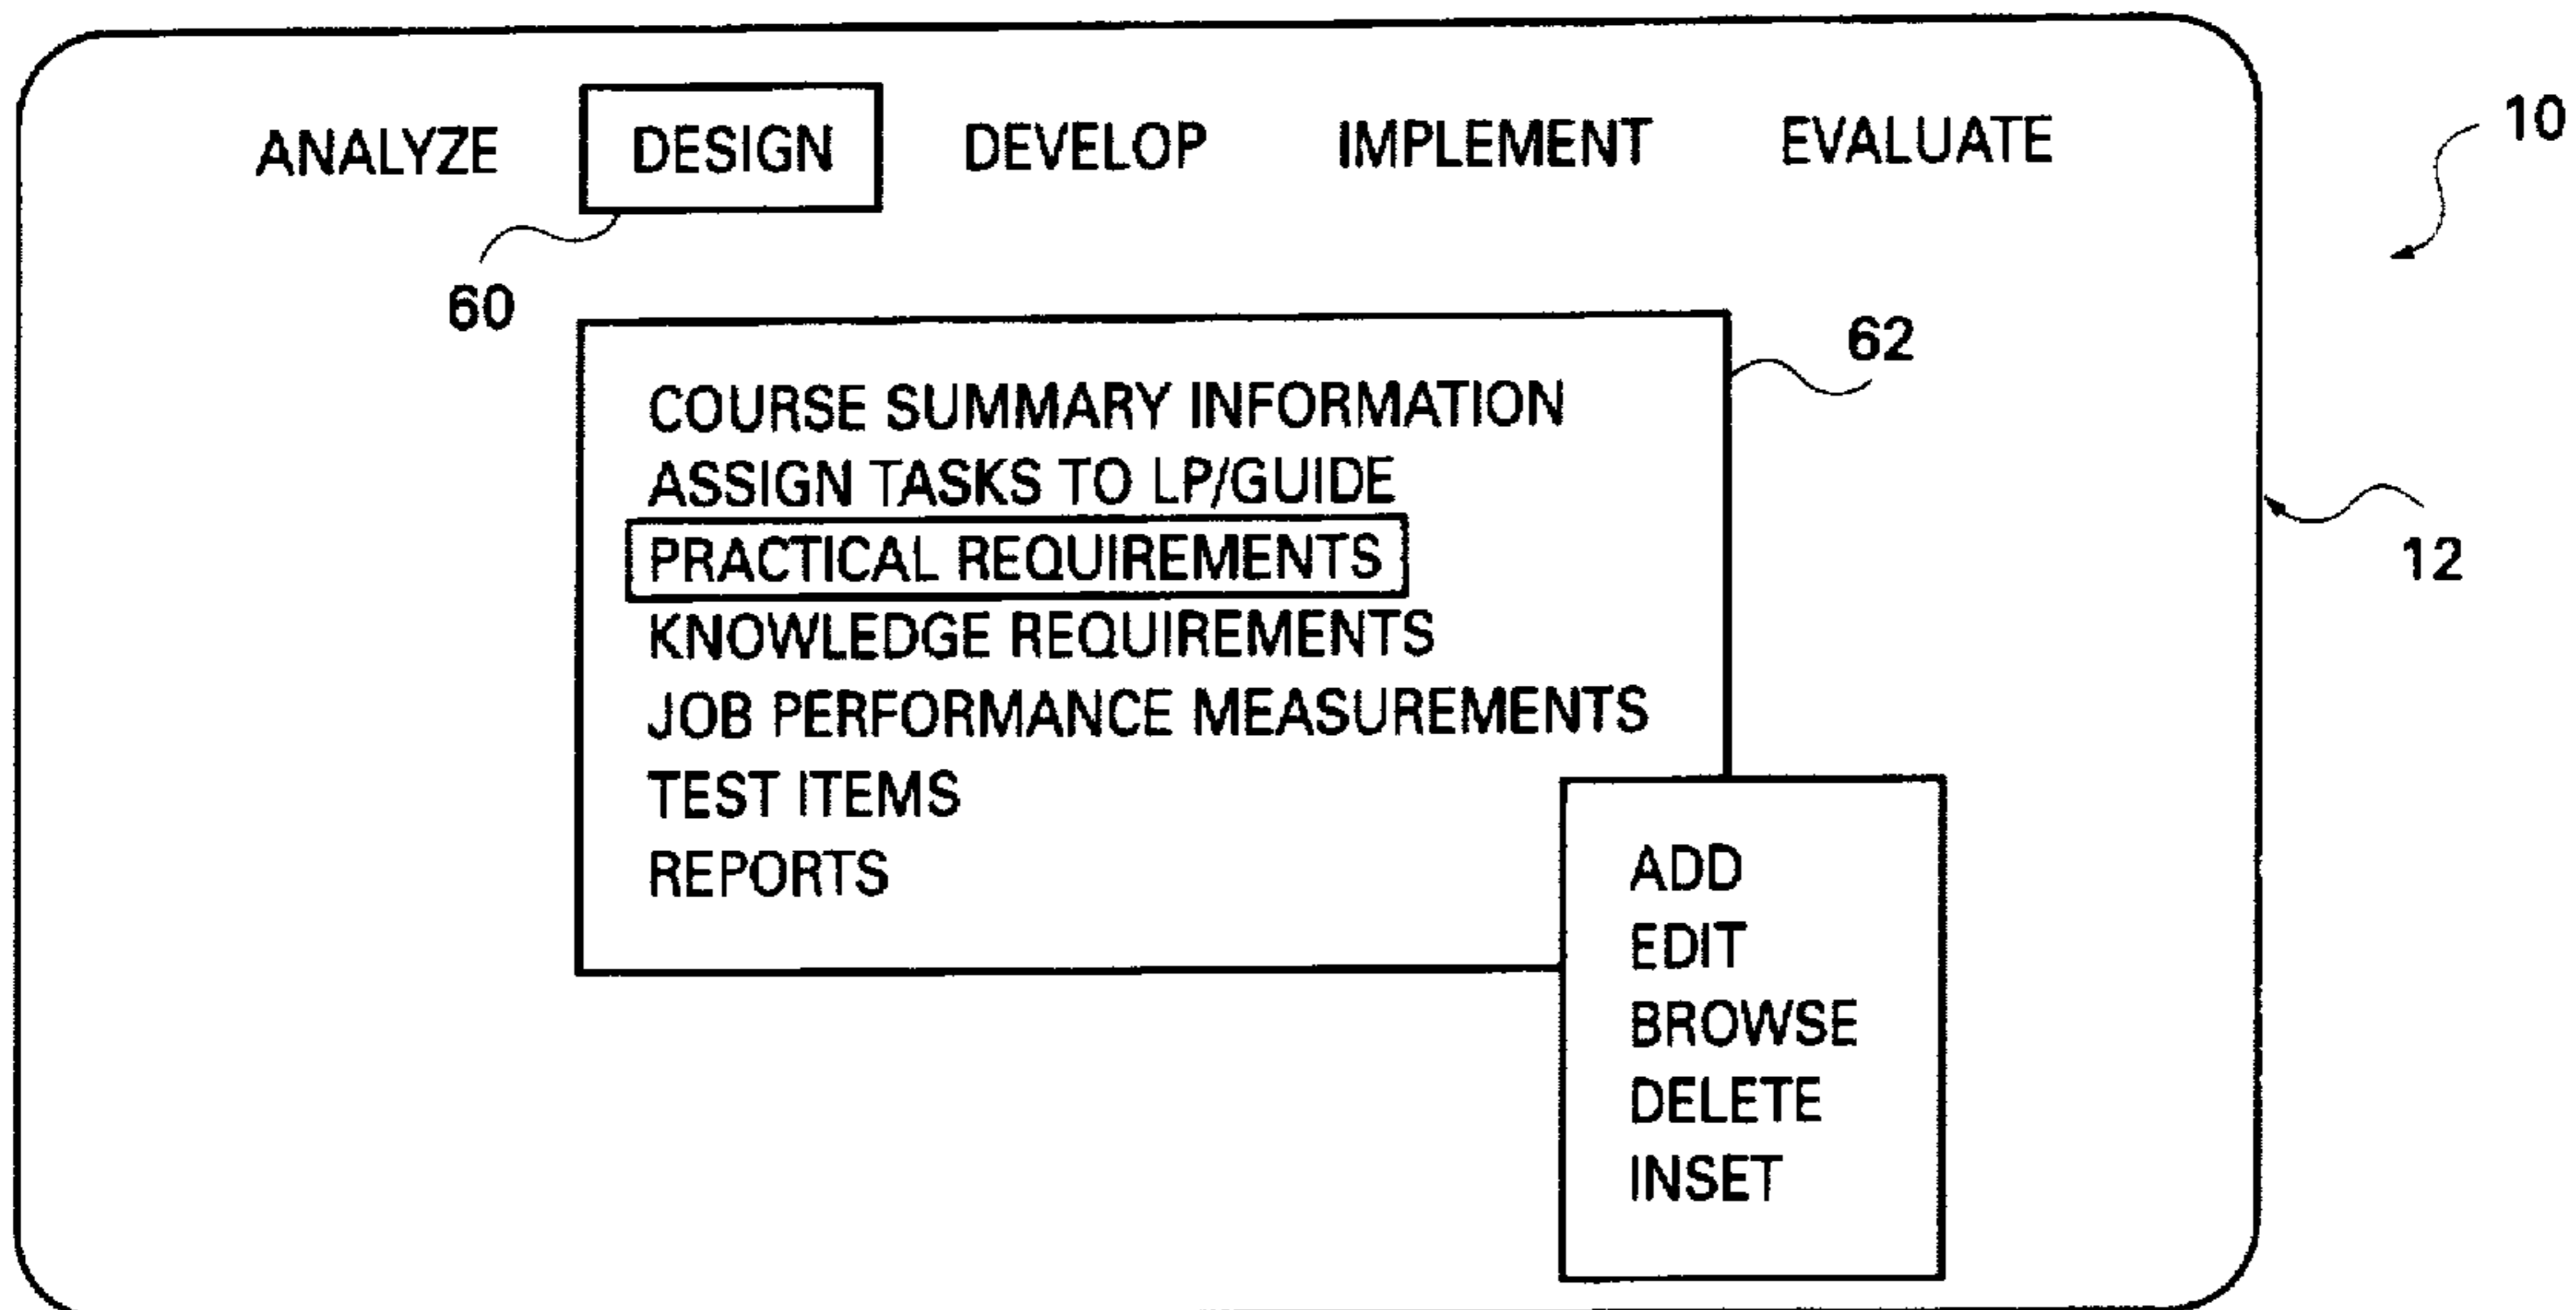 ANALYZE DESIGN DEVELOP IMPLEMENT EVALUATE
10
60
62
COURSE SUMMARY INFORMATION
ASSIGN TASKS TO LP/GUIDE
PRACTICAL REQUIREMENTS
12
KNOWLEDGE REQUIREMENTS
JOB PERFORMANCE MEASUREMENTS
TEST ITEMS
REPORTS
ADD
EDIT
BROWSE
DELETE
INSET